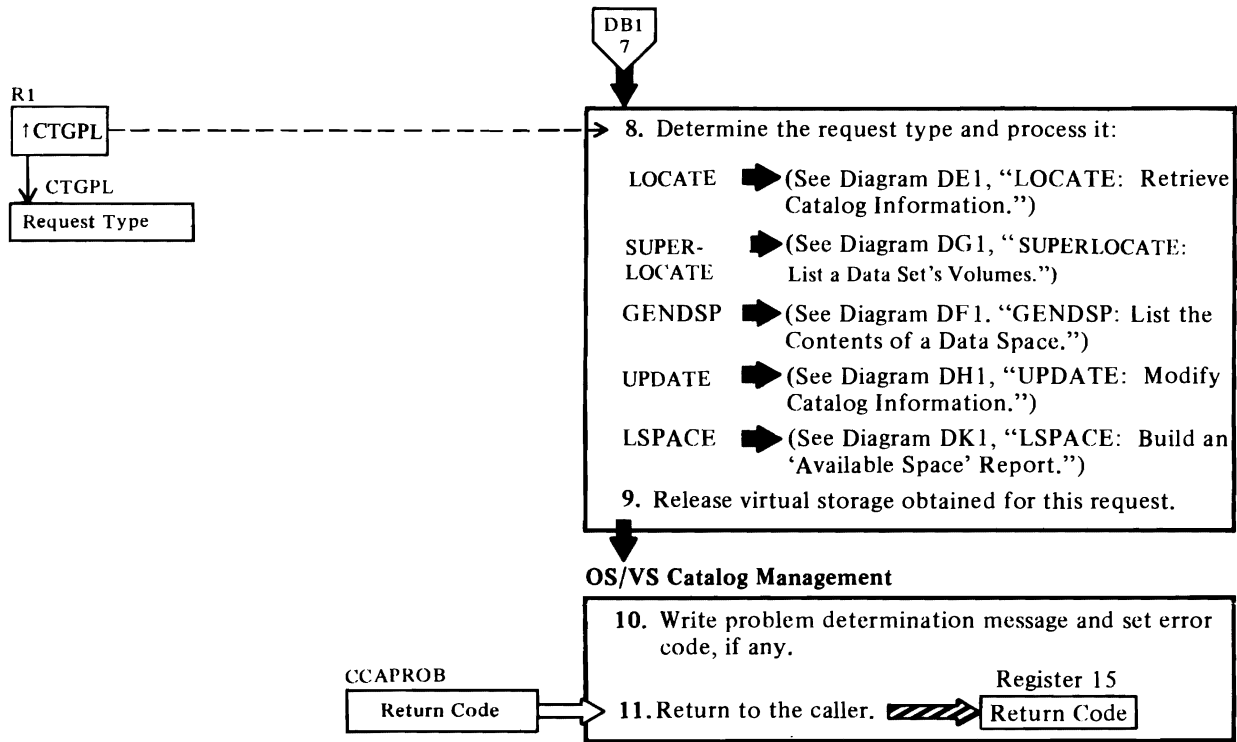 DB1
7
R1
↑CTGPL
CTGPL
Request Type
8. Determine the request type and process it:
LOCATE (See Diagram DE1, “LOCATE: Retrieve
Catalog Information.”)
SUPER- (See Diagram DG1, “SUPERLOCATE:
LOCATE List a Data Set's Volumes.”)
GENDSP (See Diagram DF1. “GENDSP: List the
Contents of a Data Space.”)
UPDATE (See Diagram DH1, “UPDATE: Modify
Catalog Information.”)
LSPACE (See Diagram DK1, “LSPACE: Build an
‘Available Space’ Report.”)
9. Release virtual storage obtained for this request.
OS/VS Catalog Management
10. Write problem determination message and set error
code, if any.
CCAPROB
Return Code
11. Return to the caller.
Register 15
Return Code